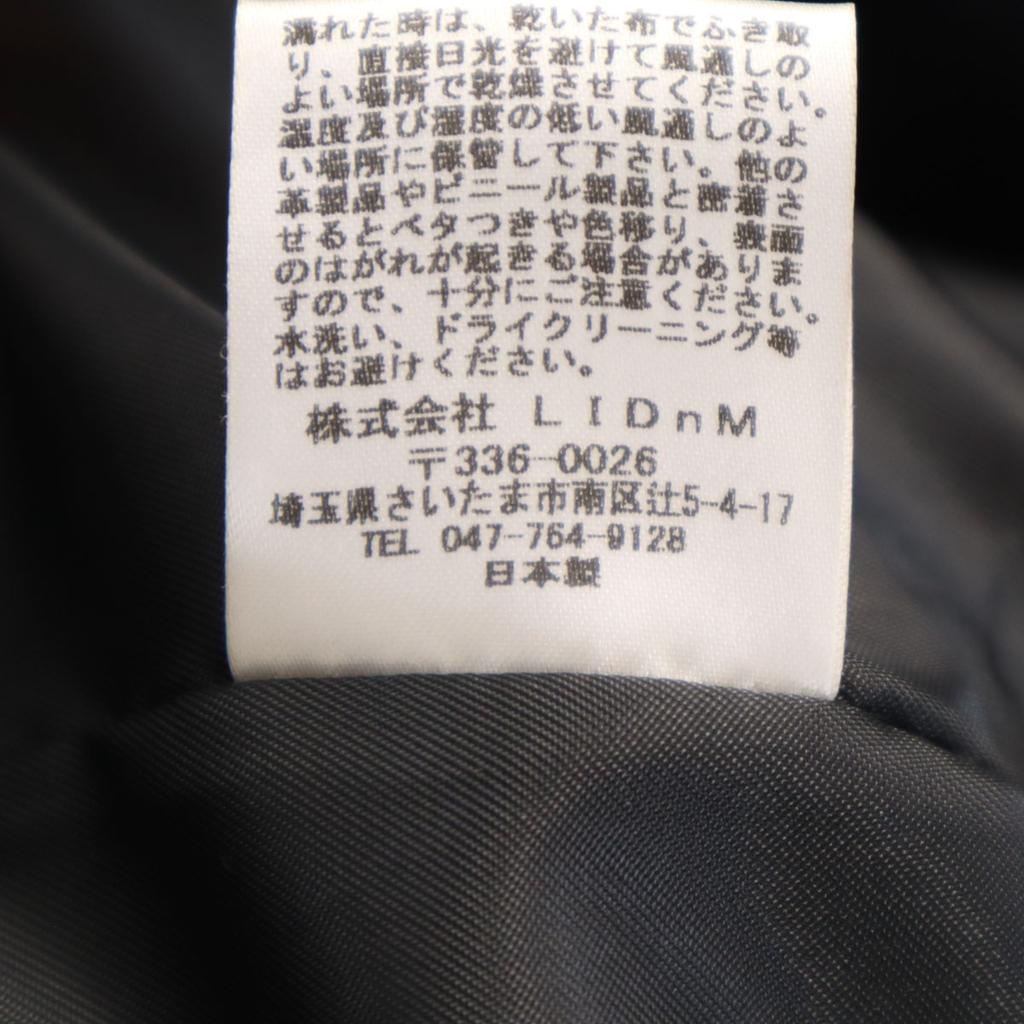 濡れた時は、乾いた布でふき取
り、直接日光を避けて風通しの
よい場所で乾燥させてください。
温度及び湿度の低い風通しのよ
い場所に保管して下さい。その他の
革製品やビニール製品と、密着さ
せるとベタつきや色移り、表面
のはがれが起きる場合がありま
すので、十分にご注意ください。
水洗い、ドライクリーニング等
はお避けください。
株式会社 LIDnM
〒336-0026
埼玉県さいたま市南区辻5-4-17
TEL 047-764-9128
日本製